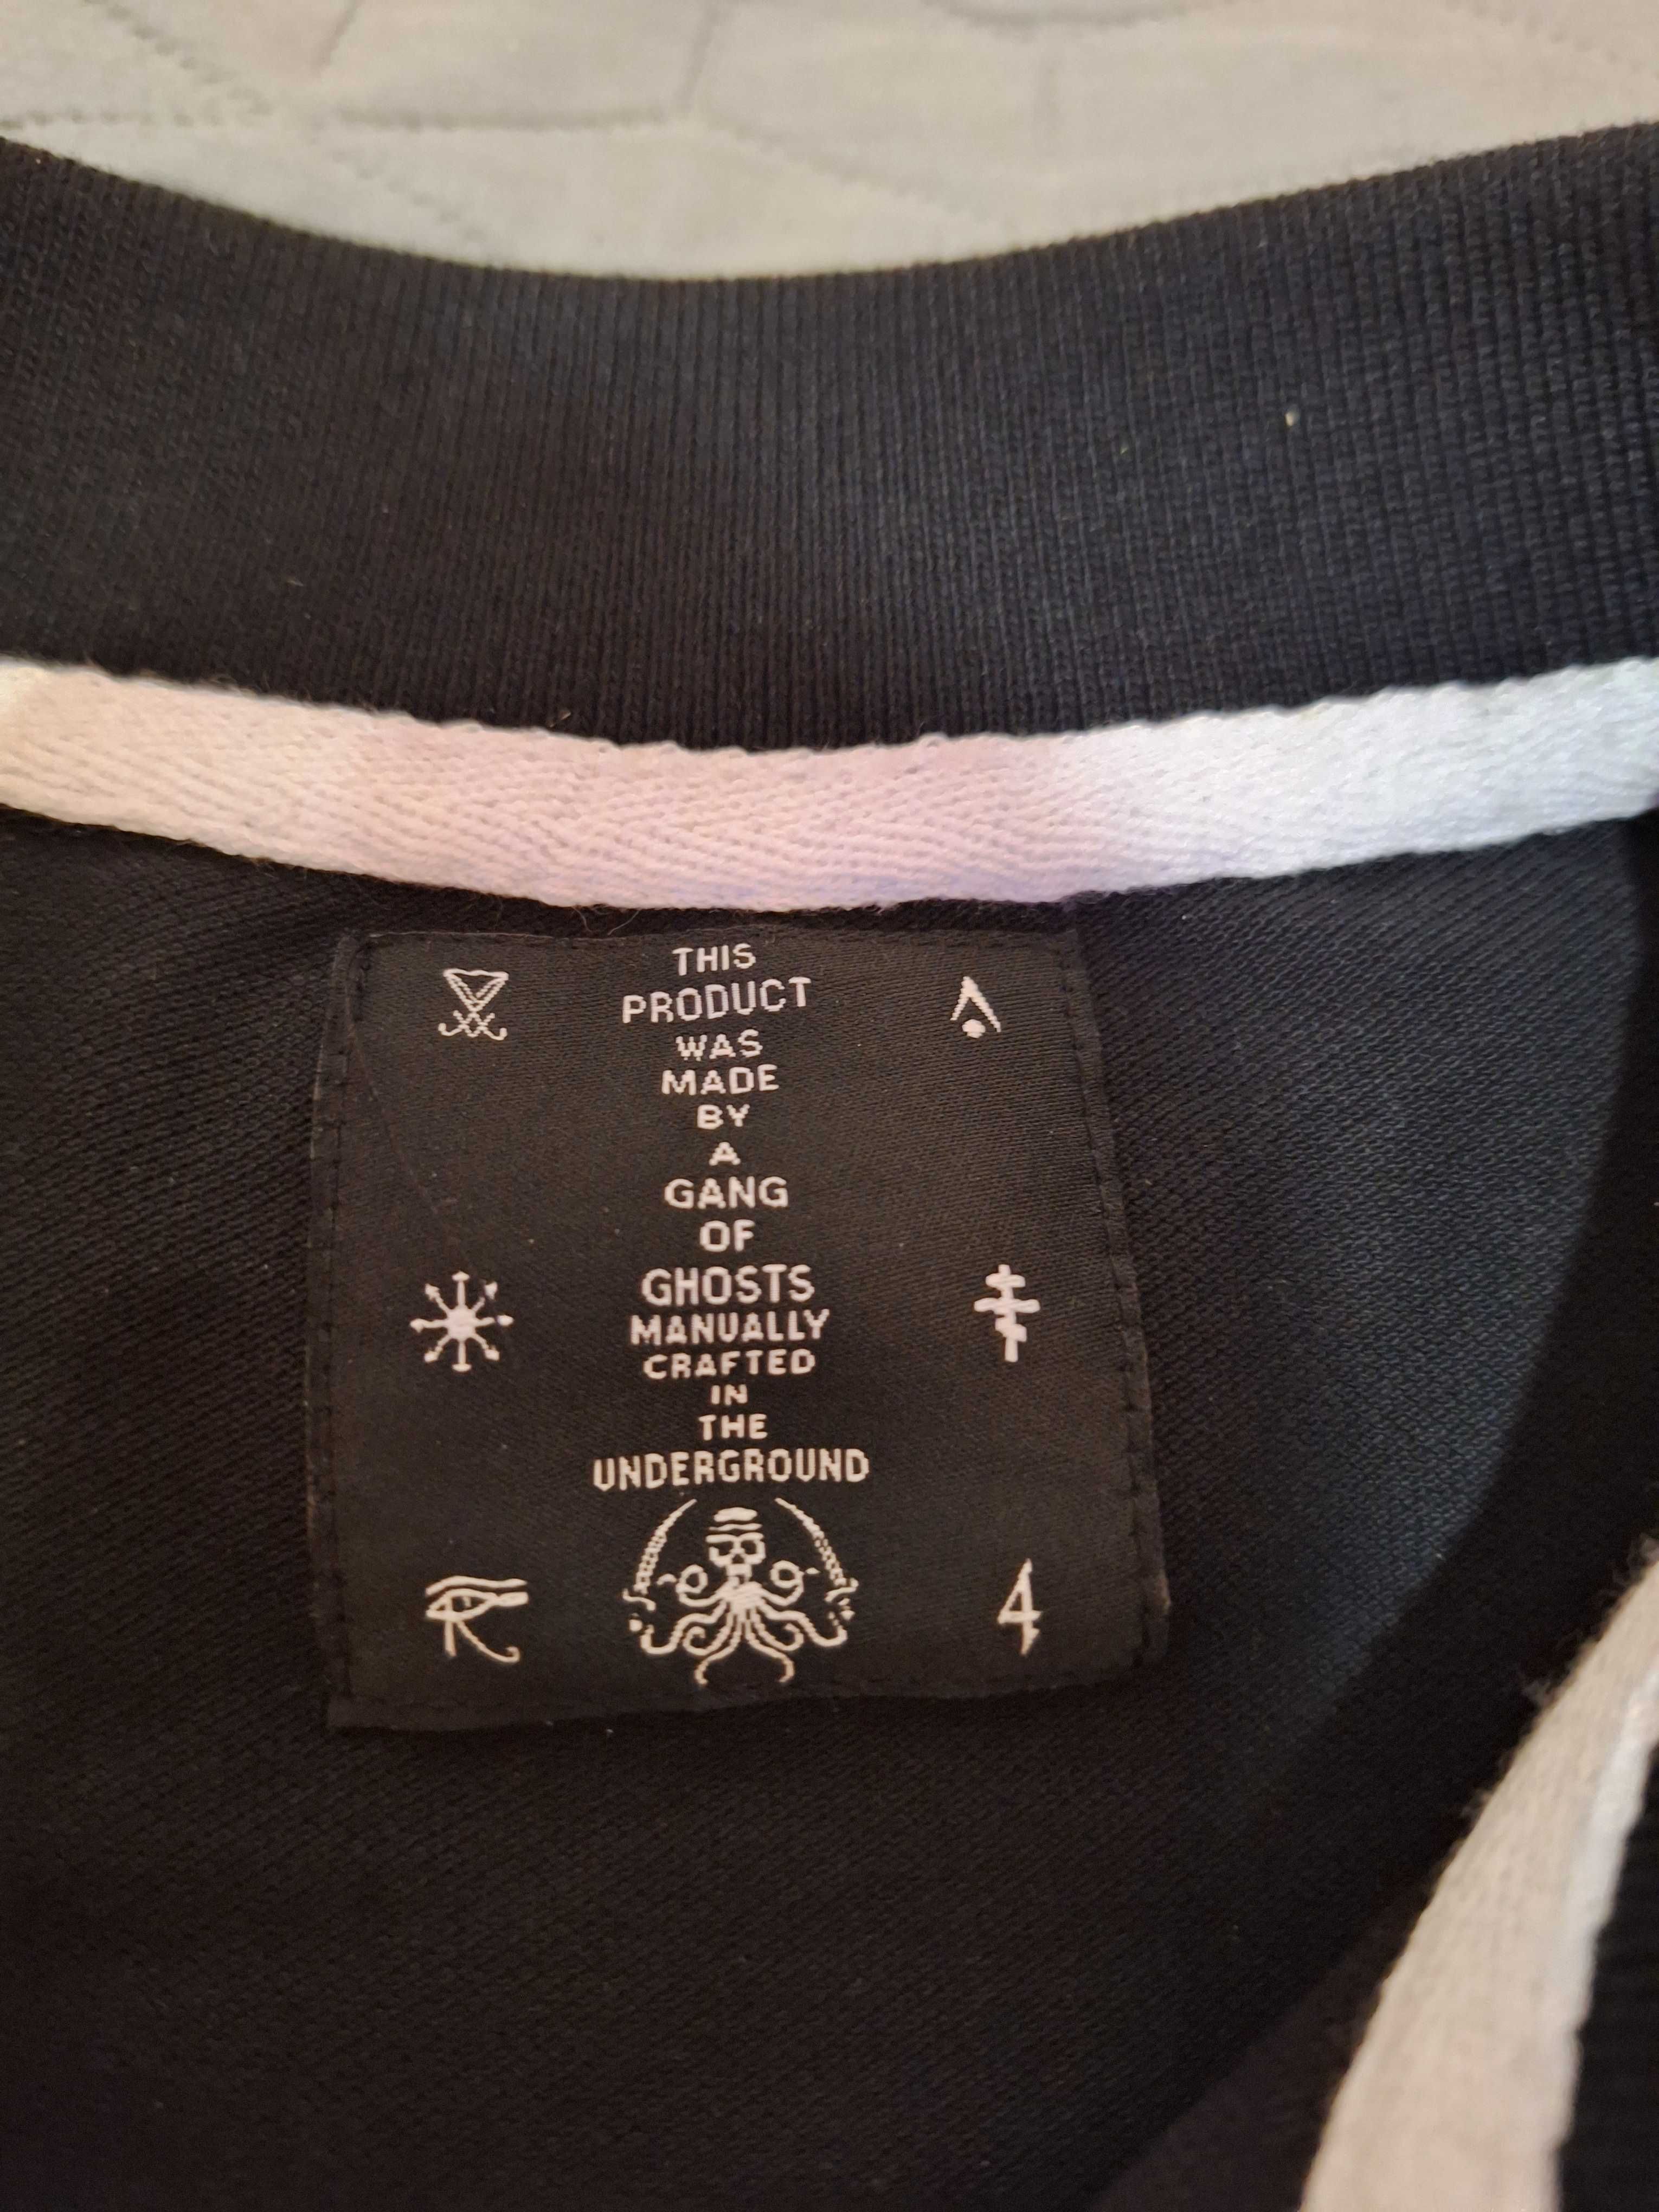 THIS
PRODUCT
WAS
MADE
BY
A
GANG
OF
GHOSTS
MANUALLY
CRAFTED
IN
THE
UNDERGROUND
4